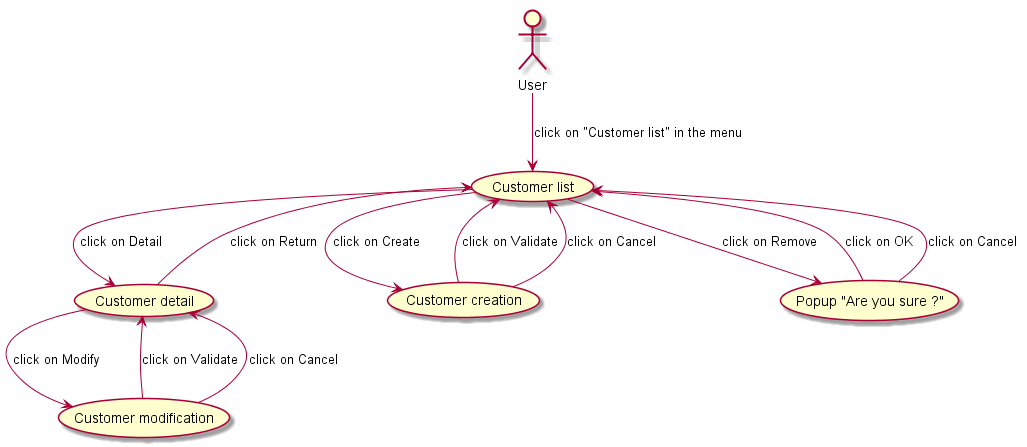 User
click on "Customer list" in the menu
Customer list
click on Detail
click on Return
click on Create
click on Validate
click on Cancel
click on Remove
click on OK
click on Cancel
Customer detail
Customer creation
Popup "Are you sure ?"
click on Modify
click on Validate
click on Cancel
Customer modification